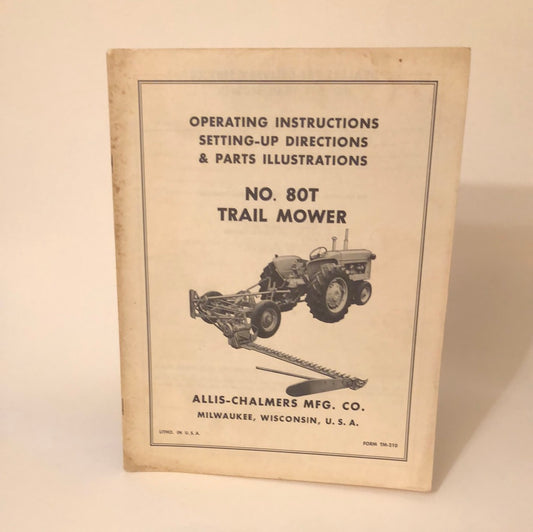 OPERATING INSTRUCTIONS
SETTING-UP DIRECTIONS
& PARTS ILLUSTRATIONS
NO. 80T
TRAIL MOWER
ALLIS-CHALMERS MFG. CO.
MILWAUKEE, WISCONSIN, U. S. A.
LITHO. IN U. S. A.
FORM TM-210